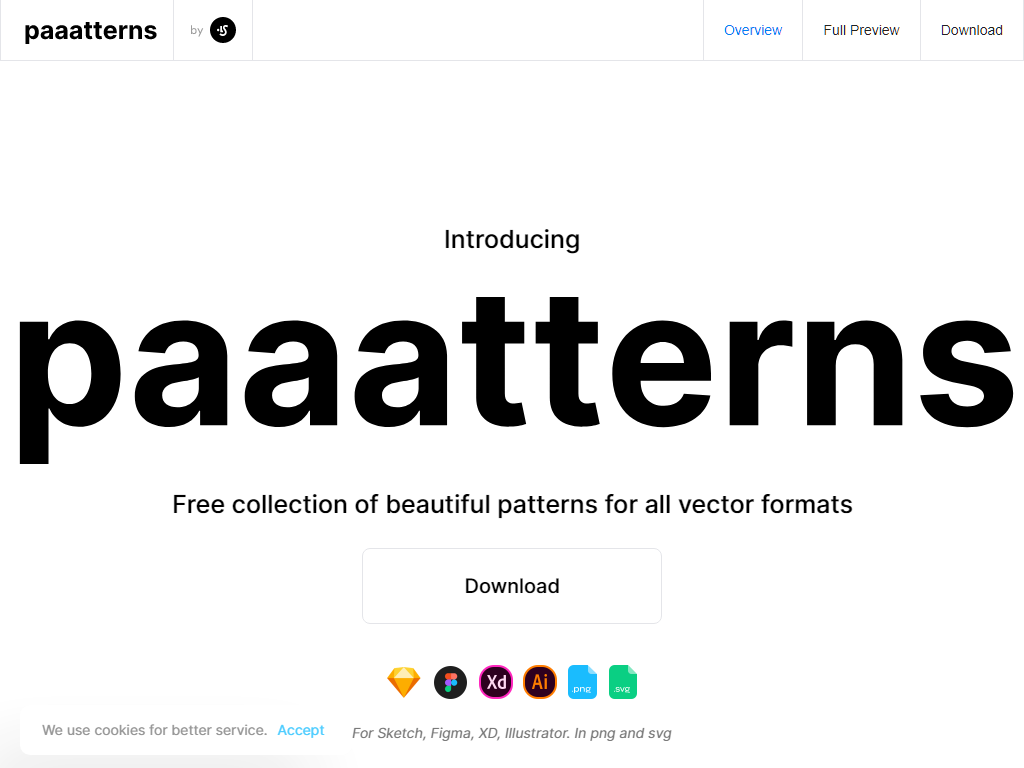 paaatterns
by
Overview
Full Preview
Download
Introducing
paaatterns
Free collection of beautiful patterns for all vector formats
Download
Xd
Ai
.png
.svg
We use cookies for better service. Accept
For Sketch, Figma, XD, Illustrator. In png and svg